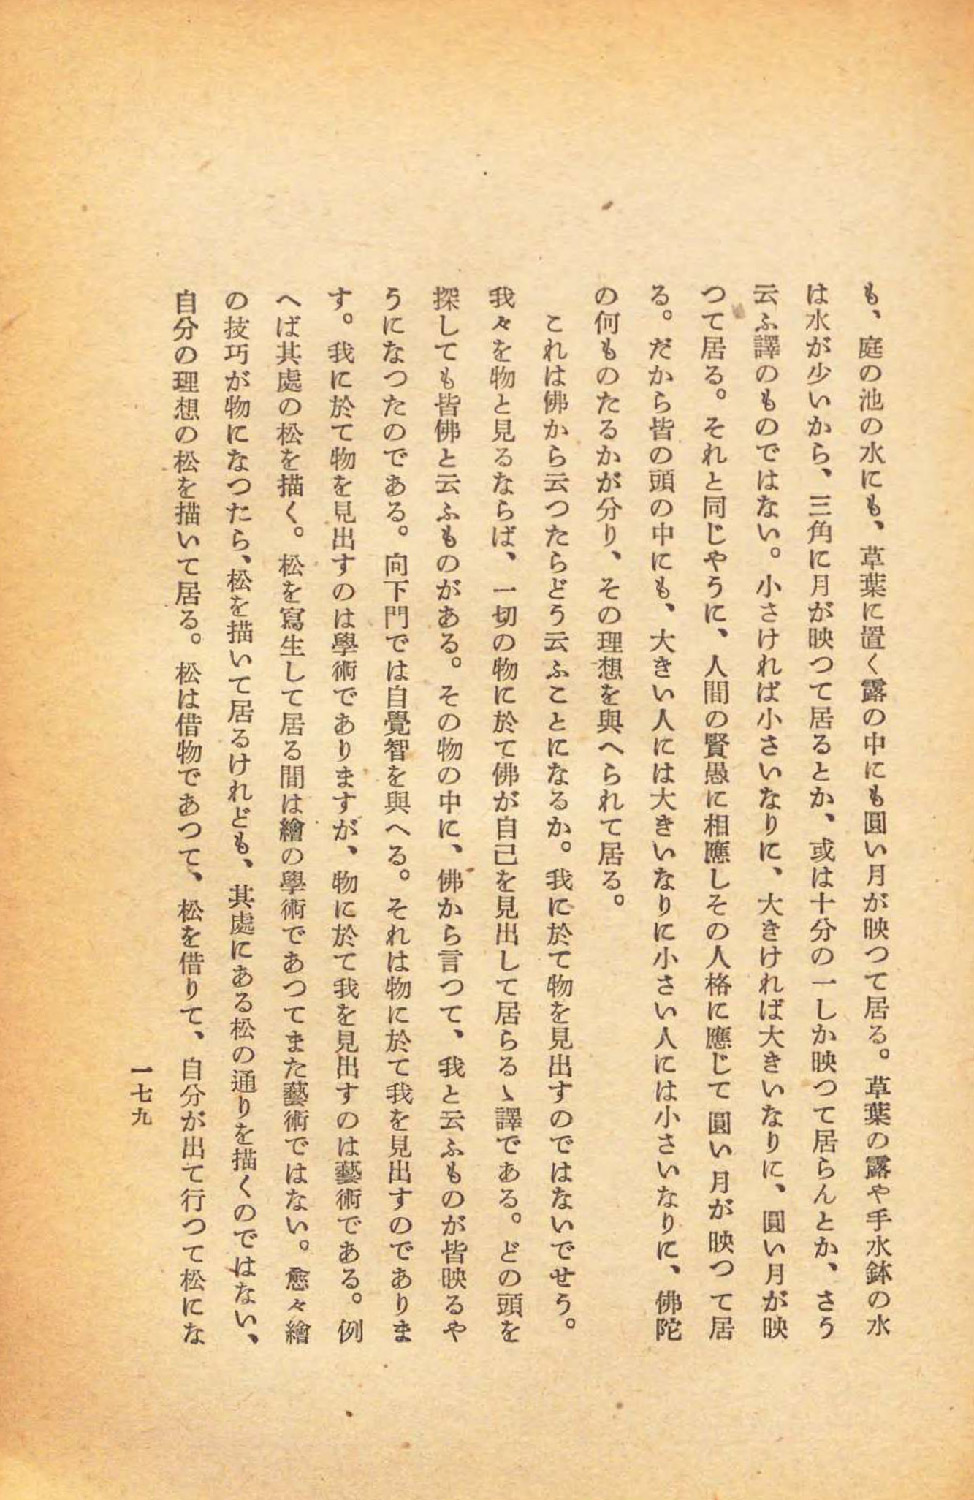 も、庭の池の水にも、草葉に置く露の中にも圓い月が映つて居る。草葉の露や手水鉢の水
は水が少いから、三角に月が映つて居るとか、或は十分の一しか映つて居らんとか、さう
云ふ譯のものではない。小さければ小さいなりに、大きければ大きいなりに、圓い月が映
つて居る。それと同じやうに、人間の賢愚に相應しその人格に應じて圓い月が映つて居
る。だから皆の頭の中にも、大きい人には大きいなりに小さい人には小さいなりに、佛陀
の何ものたるかが分り、その理想を與へられて居る。
これは佛から云つたらどう云ふことになるか。我に於て物を見出すのではないでせう。
我々を物と見るならば、一切の物に於て佛が自己を見出して居らるゝ譯である。どの頭を
探しても皆佛と云ふものがある。その物の中に、佛から言つて、我と云ふものが皆映るや
うになつたのである。向下門では自覺智を與へる。それは物に於て我を見出すのでありま
す。我に於て物を見出すのは學術でありますが、物に於て我を見出すのは藝術である。例
へば其處の松を描く。松を寫生して居る間は繪の學術であつてまた藝術ではない。愈々繪
の技巧が物になつたら、松を描いて居るけれども、其處にある松の通りを描くのではない、
自分の理想の松を描いて居る。松は借物であつて、松を借りて、自分が出て行つて松にな
一七九